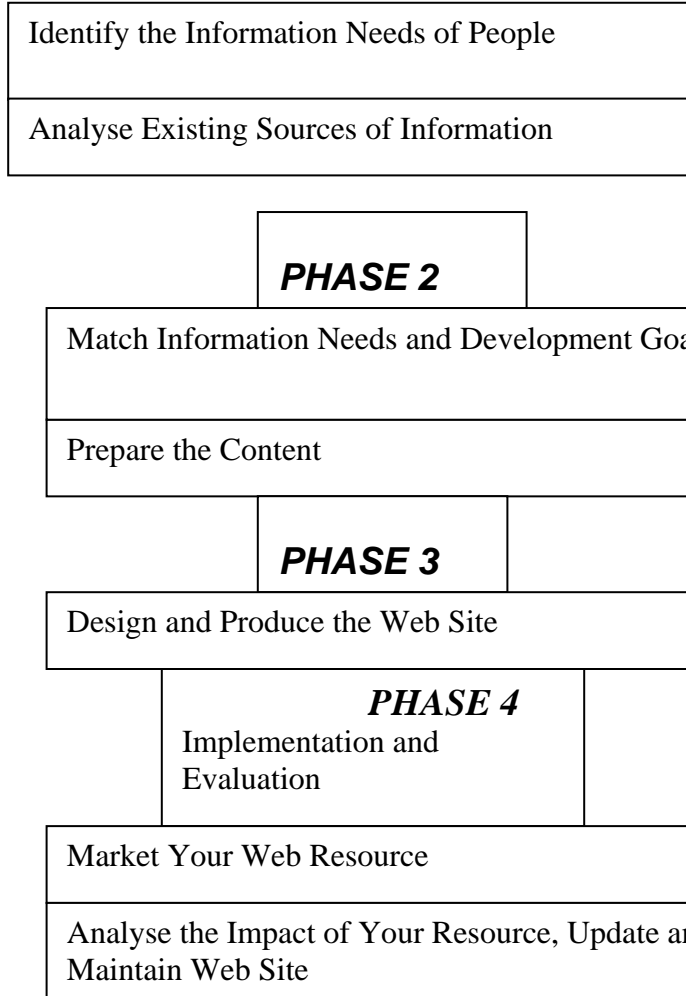 Identify the Information Needs of People
Analyse Existing Sources of Information
PHASE 2
Match Information Needs and Development
Prepare the Content
PHASE 3
Design and Produce the Web Site
PHASE 4
Implementation and
Evaluation
Market Your Web Resource
Analyse the Impact of Your Resource, Update
Maintain Web Site